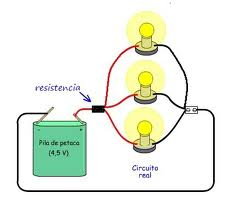 resistencia
Pila de petaca
(4,5 V)
Circuito
real